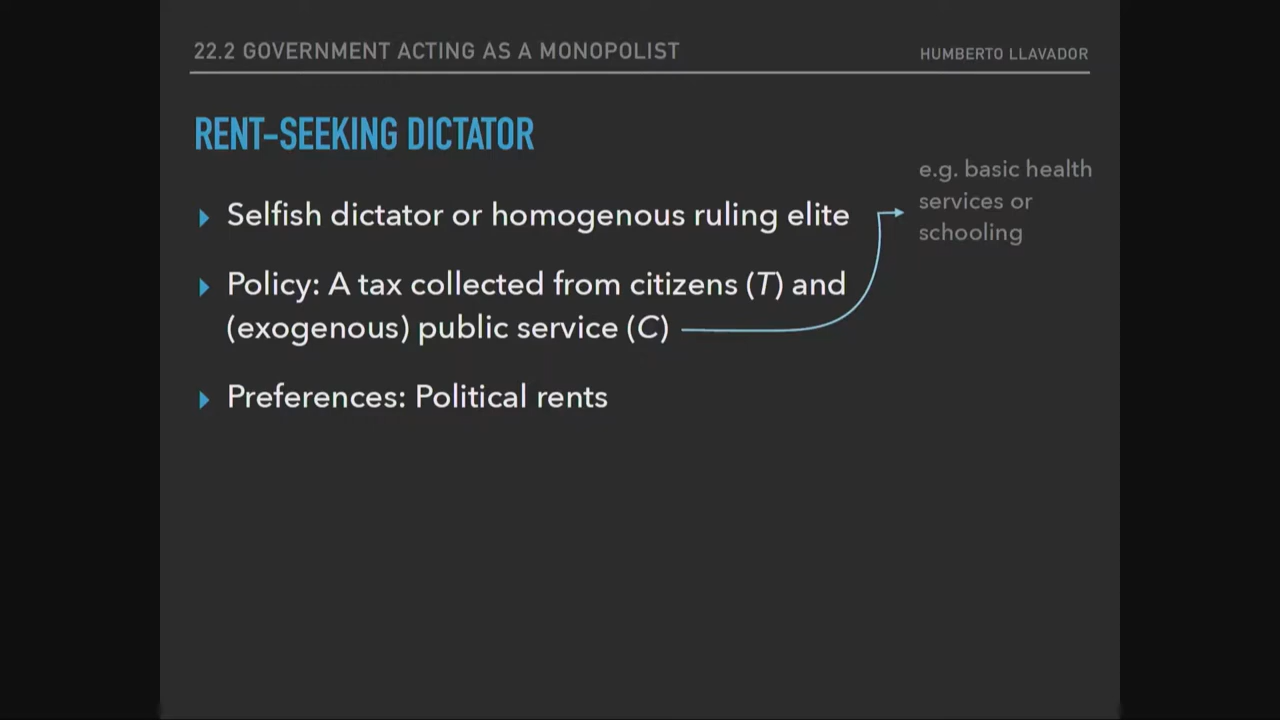 22.2 GOVERNMENT ACTING AS A MONOPOLIST
HUMBERTO LLAVADOR
RENT-SEEKING DICTATOR
e.g. basic health
services or
schooling
Selfish dictator or homogenous ruling elite
Policy: A tax collected from citizens (T) and
(exogenous) public service (C)
Preferences: Political rents